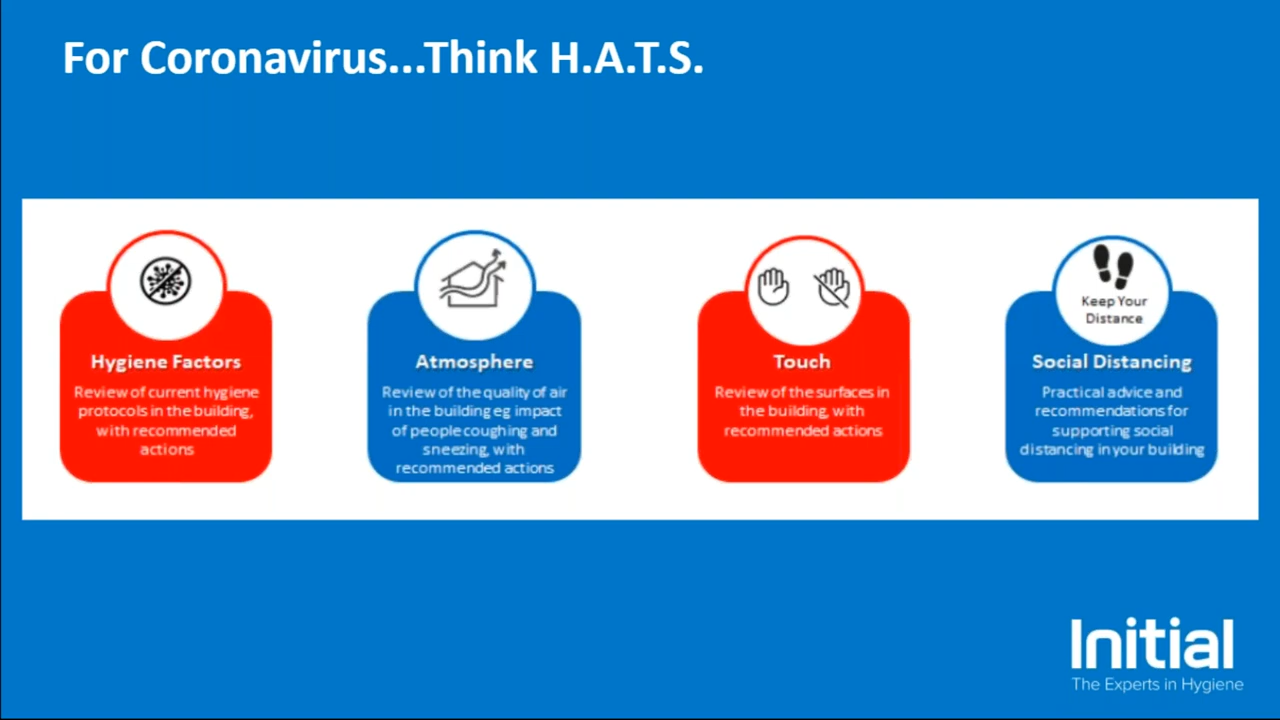 For Coronavirus...Think H.A.T.S.
Hygiene Factors
Review of current hygiene
protocols in the building,
with recommended
actions
Atmosphere
Review of the quality of air
in the building eg impact
of people coughing and
sneezing, with
recommended actions
Touch
Review of the surfaces in
the building, with
recommended actions
Keep Your
Distance
Social Distancing
Practical advice and
recommendations for
supporting social
distancing in your building
Initial
The Experts in Hygiene